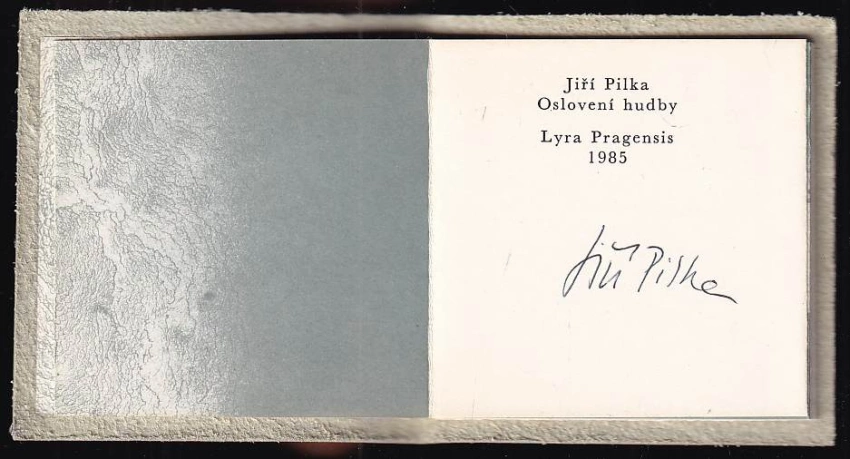 Jiří Pilka
Oslovení hudby
Lyra Pragensis
1985
Jiří Pilka